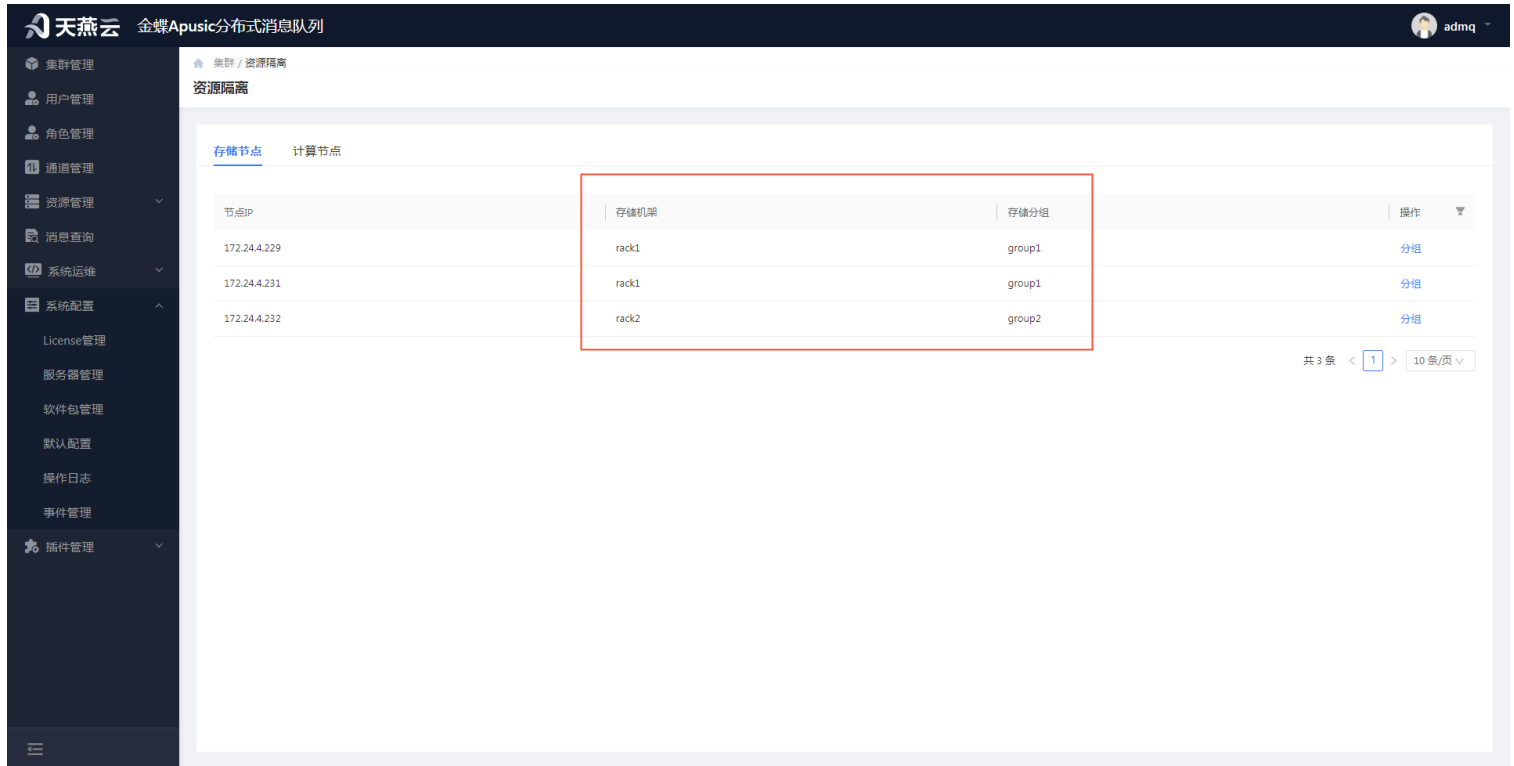 天燕云 金蝶Apusic分布式消息队列
admq
集群管理
用户管理
角色管理
通道管理
资源管理
消息查询
系统运维
系统配置
License管理
服务器管理
软件包管理
默认配置
操作日志
事件管理
插件管理
集群 / 资源隔离
资源隔离
存储节点 计算节点
节点IP 存储机架 存储分组 操作
172.24.4.229 rack1 group1 分组
172.24.4.231 rack1 group1 分组
172.24.4.232 rack2 group2 分组
共 3 条 < 1 > 10 条/页